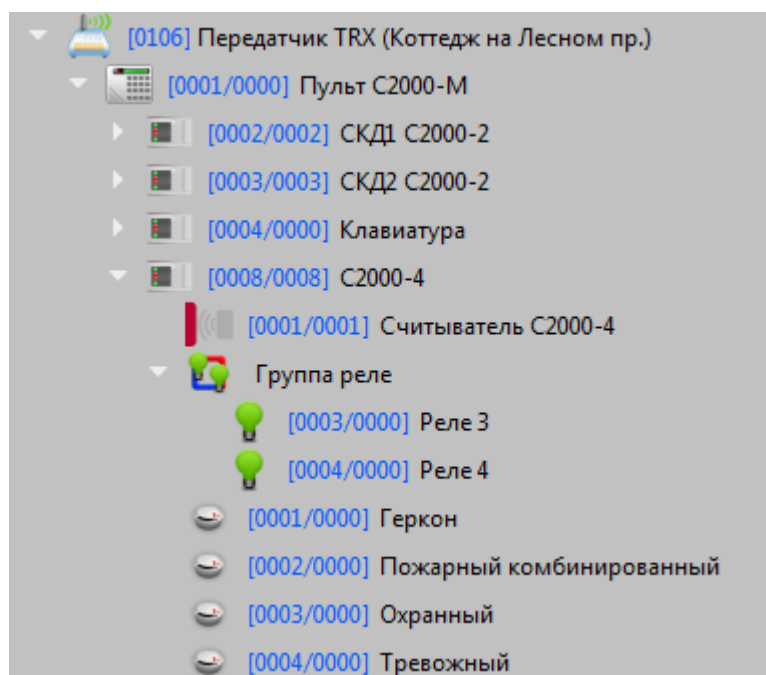 [0106] Передатчик TRX (Коттедж на Лесном пр.)
[0001/0000] Пульт С2000-М
[0002/0002] СКД1 С2000-2
[0003/0003] СКД2 С2000-2
[0004/0000] Клавиатура
[0008/0008] С2000-4
[0001/0001] Считыватель С2000-4
Группа реле
[0003/0000] Реле 3
[0004/0000] Реле 4
[0001/0000] Геркон
[0002/0000] Пожарный комбинированный
[0003/0000] Охранный
[0004/0000] Тревожный